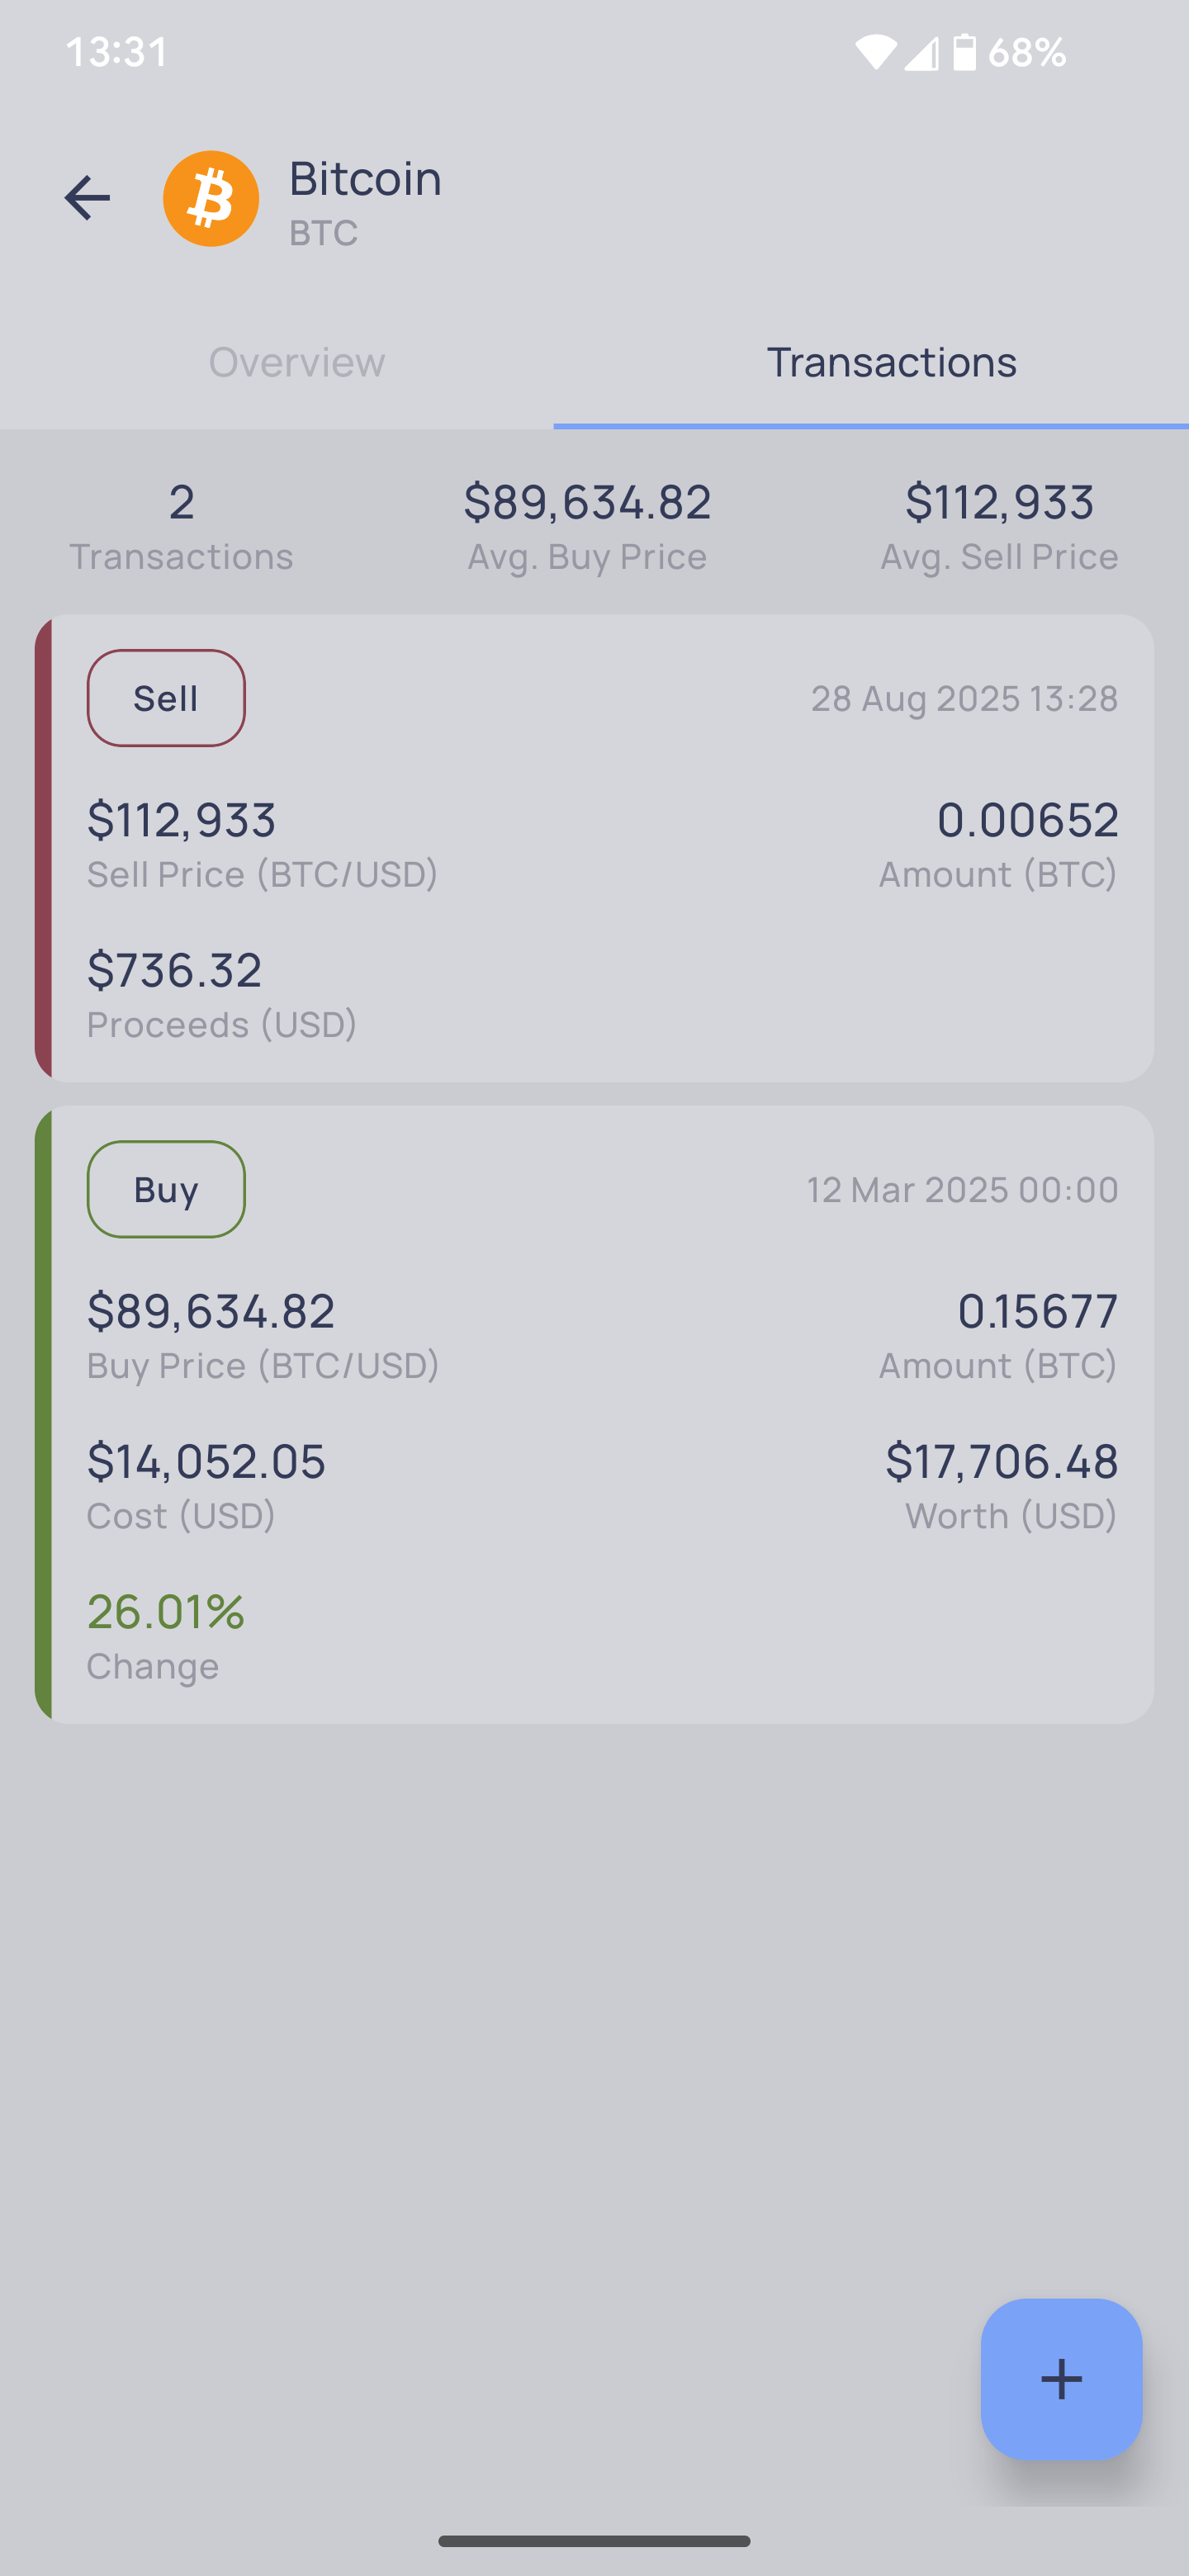 13:31 68%
Bitcoin
BTC
Overview Transactions
2 $89,634.82 $112,933
Transactions Avg. Buy Price Avg. Sell Price
Sell 28 Aug 2025 13:28
$112,933 0.00652
Sell Price (BTC/USD) Amount (BTC)
$736.32
Proceeds (USD)
Buy 12 Mar 2025 00:00
$89,634.82 0.15677
Buy Price (BTC/USD) Amount (BTC)
$14,052.05 $17,706.48
Cost (USD) Worth (USD)
26.01%
Change